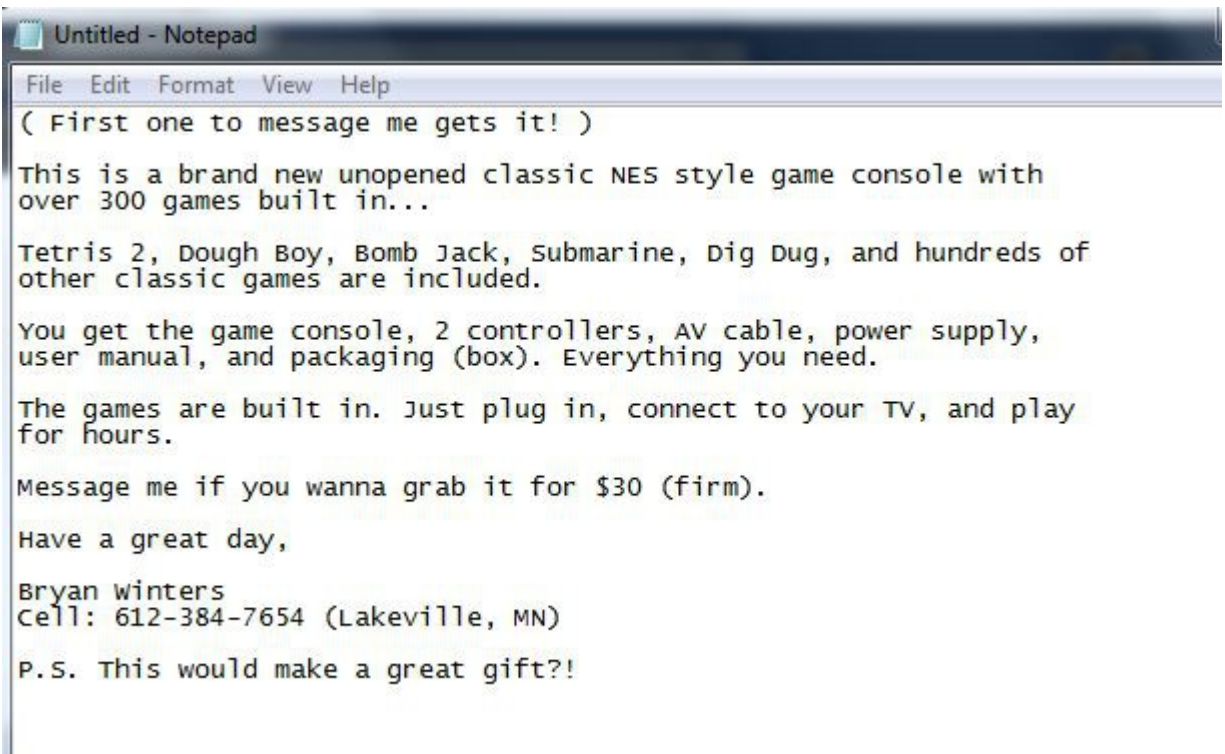 Untitled - Notepad
File Edit Format View Help
( First one to message me gets it! )
This is a brand new unopened classic NES style game console with
over 300 games built in...
Tetris 2, Dough Boy, Bomb Jack, Submarine, Dig Dug, and hundreds of
other classic games are included.
You get the game console, 2 controllers, AV cable, power supply,
user manual, and packaging (box). Everything you need.
The games are built in. Just plug in, connect to your TV, and play
for hours.
Message me if you wanna grab it for $30 (firm).
Have a great day,
Bryan Winters
Cell: 612-384-7654 (Lakeville, MN)
P.S. This would make a great gift?!